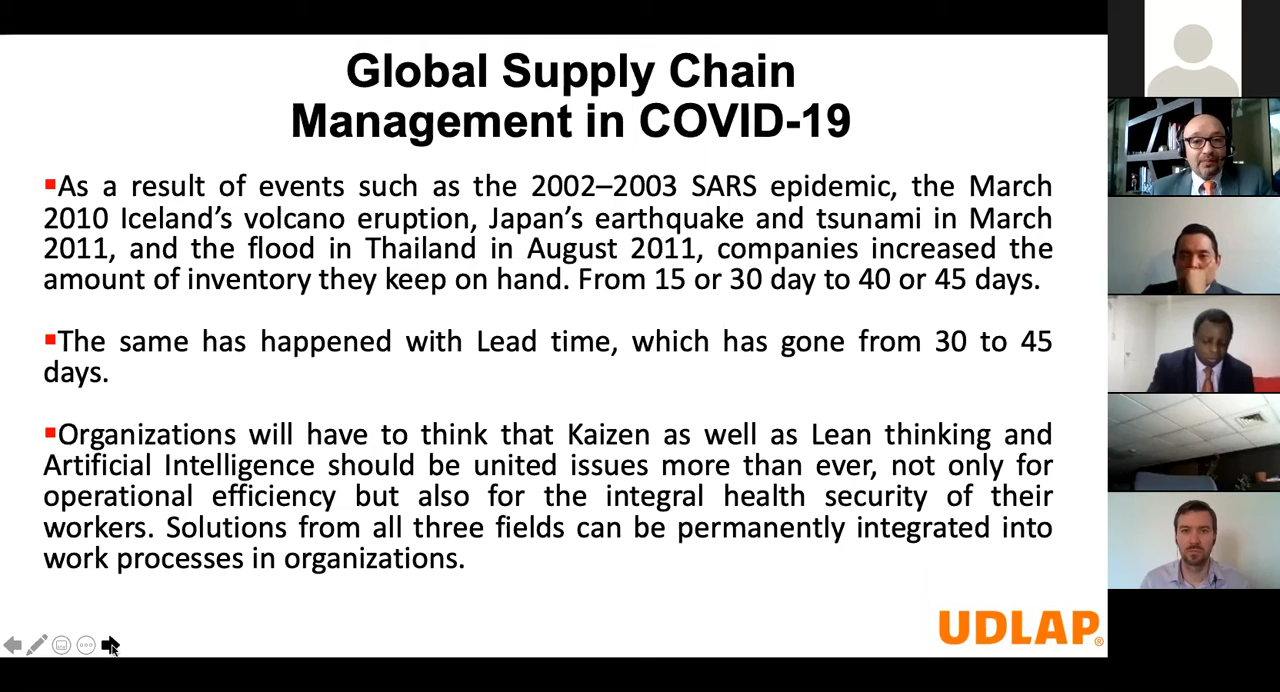 Global Supply Chain
Management in COVID-19
▪As a result of events such as the 2002–2003 SARS epidemic, the March
2010 Iceland's volcano eruption, Japan's earthquake and tsunami in March
2011, and the flood in Thailand in August 2011, companies increased the
amount of inventory they keep on hand. From 15 or 30 day to 40 or 45 days.
▪The same has happened with Lead time, which has gone from 30 to 45
days.
▪Organizations will have to think that Kaizen as well as Lean thinking and
Artificial Intelligence should be united issues more than ever, not only for
operational efficiency but also for the integral health security of their
workers. Solutions from all three fields can be permanently integrated into
work processes in organizations.
UDLAP®